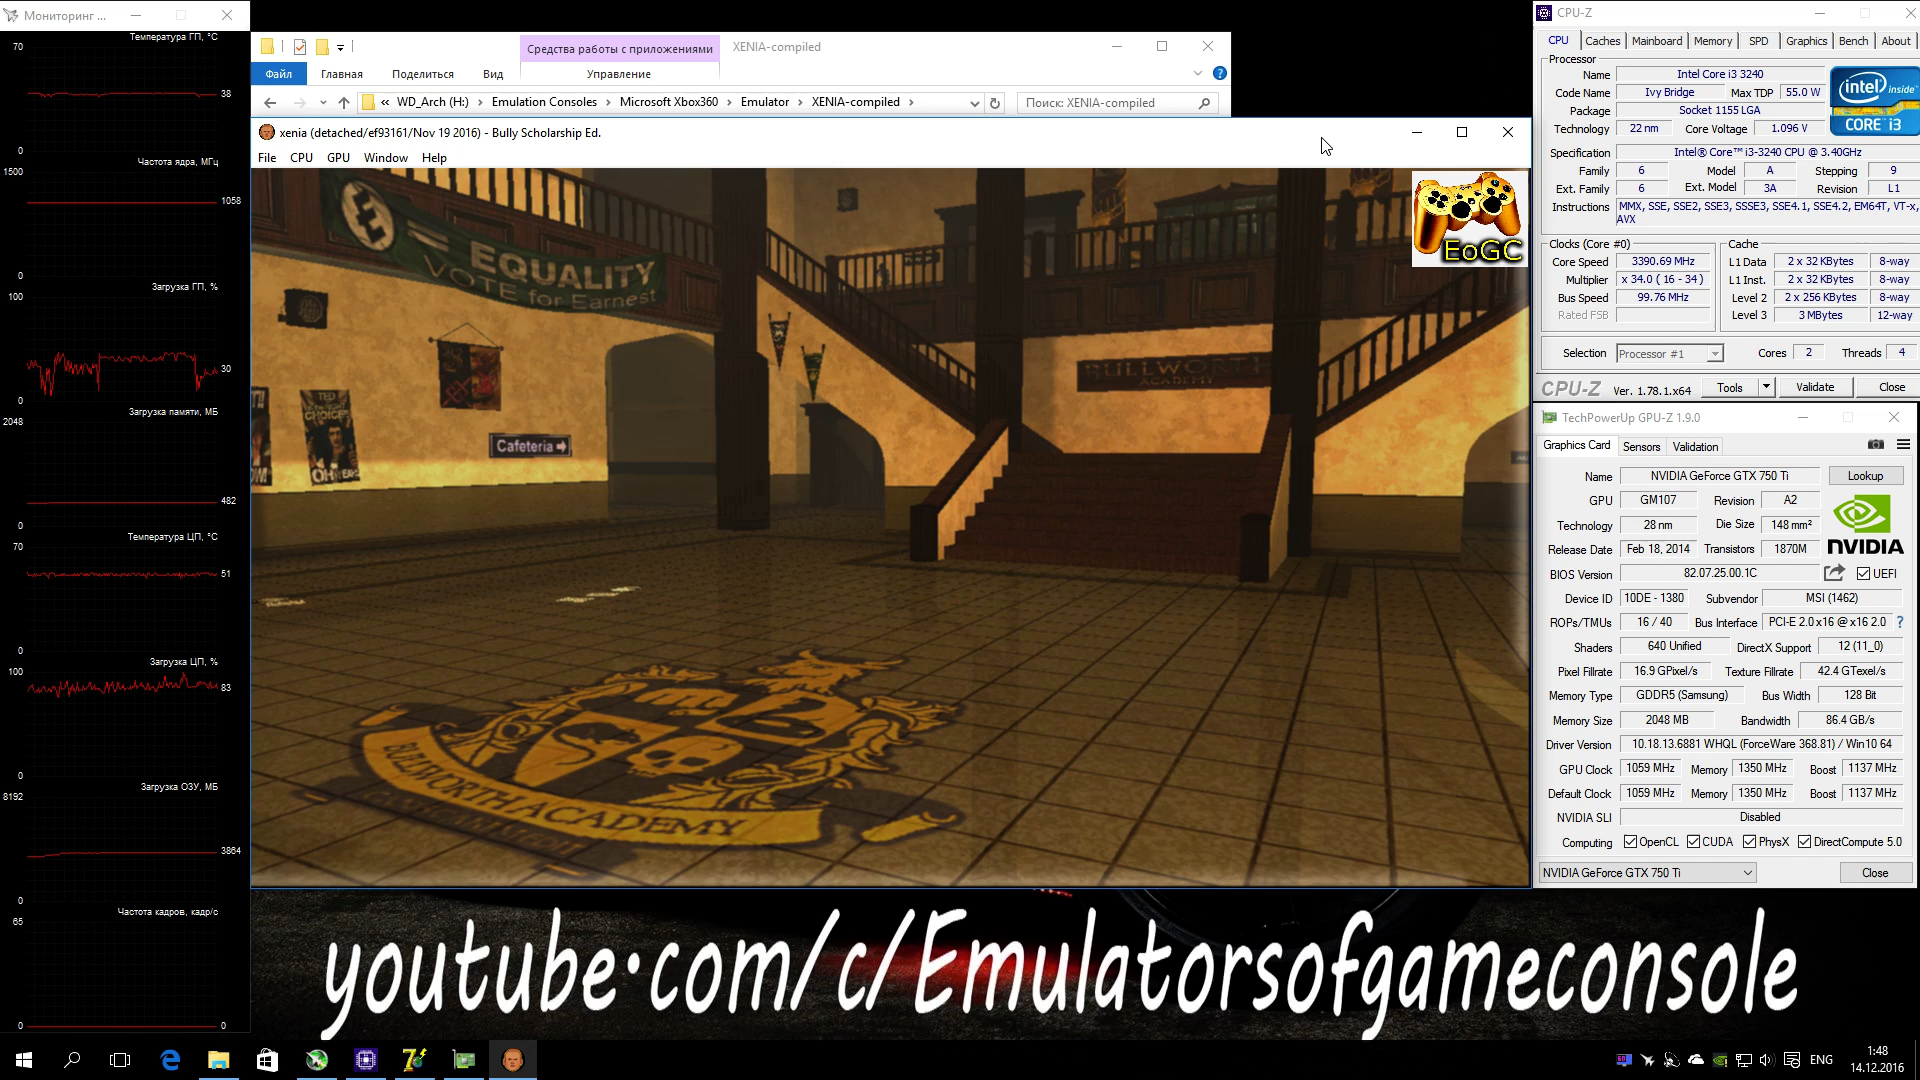 Мониторинг ...
Температура ГП, °C
70
38
0
Частота ядра, МГц
1500
1058
0
Загрузка ГП, %
100
30
0
Загрузка памяти, МБ
2048
482
0
Температура ЦП, °C
70
51
0
Загрузка ЦП, %
100
83
0
Загрузка ОЗУ, МБ
8192
3864
0
Частота кадров, кадр/с
65
0
0
Средства работы с приложениями
XENIA-compiled
Файл
Главная
Поделиться
Вид
Управление
« WD_Arch (H:) > Emulation Consoles > Microsoft Xbox360 > Emulator > XENIA-compiled >
Поиск: XENIA-compiled
xenia (detached/ef93161/Nov 19 2016) - Bully Scholarship Ed.
File CPU GPU Window Help
EoGC
= EQUALITY
VOTE for Earnest
TED
CHOICE!
OH YEAH
Cafeteria
BULLWORTH
ACADEMY
BULLWORTH ACADEMY
youtube.com/c/Emulatorsofgameconsole
CPU-Z
CPU Caches Mainboard Memory SPD Graphics Bench About
Processor
Name Intel Core i3 3240
Code Name Ivy Bridge Max TDP 55.0 W
Package Socket 1155 LGA
Technology 22 nm Core Voltage 1.096 V
intel inside™
CORE i3
Specification Intel® Core™ i3-3240 CPU @ 3.40GHz
Family 6 Model A Stepping 9
Ext. Family 6 Ext. Model 3A Revision L1
Instructions MMX, SSE, SSE2, SSE3, SSSE3, SSE4.1, SSE4.2, EM64T, VT-x,
AVX
Clocks (Core #0)
Core Speed 3390.69 MHz
Multiplier x 34.0 ( 16 - 34 )
Bus Speed 99.76 MHz
Rated FSB
Cache
L1 Data 2 x 32 KBytes 8-way
L1 Inst. 2 x 32 KBytes 8-way
Level 2 2 x 256 KBytes 8-way
Level 3 3 MBytes 12-way
Selection Processor #1 Cores 2 Threads 4
CPU-Z Ver. 1.78.1.x64 Tools Validate Close
TechPowerUp GPU-Z 1.9.0
Graphics Card Sensors Validation
Name NVIDIA GeForce GTX 750 Ti Lookup
GPU GM107 Revision A2
Technology 28 nm Die Size 148 mm²
Release Date Feb 18, 2014 Transistors 1870M
NVIDIA
BIOS Version 82.07.25.00.1C UEFI
Device ID 10DE - 1380 Subvendor MSI (1462)
ROPs/TMUs 16 / 40 Bus Interface PCI-E 2.0 x16 @ x16 2.0 ?
Shaders 640 Unified DirectX Support 12 (11_0)
Pixel Fillrate 16.9 GPixel/s Texture Fillrate 42.4 GTexel/s
Memory Type GDDR5 (Samsung) Bus Width 128 Bit
Memory Size 2048 MB Bandwidth 86.4 GB/s
Driver Version 10.18.13.6881 WHQL (ForceWare 368.81) / Win10 64
GPU Clock 1059 MHz Memory 1350 MHz Boost 1137 MHz
Default Clock 1059 MHz Memory 1350 MHz Boost 1137 MHz
NVIDIA SLI Disabled
Computing OpenCL CUDA PhysX DirectCompute 5.0
NVIDIA GeForce GTX 750 Ti Close
ENG
1:48
14.12.2016